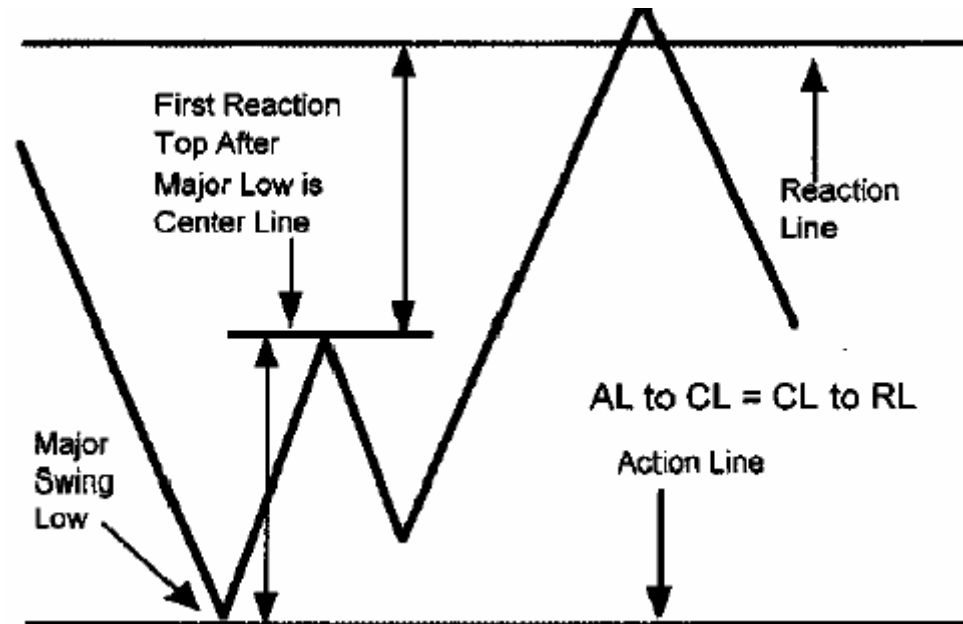 First Reaction
Top After
Major Low is
Center Line
Reaction
Line
AL to CL = CL to RL
Action Line
Major
Swing
Low